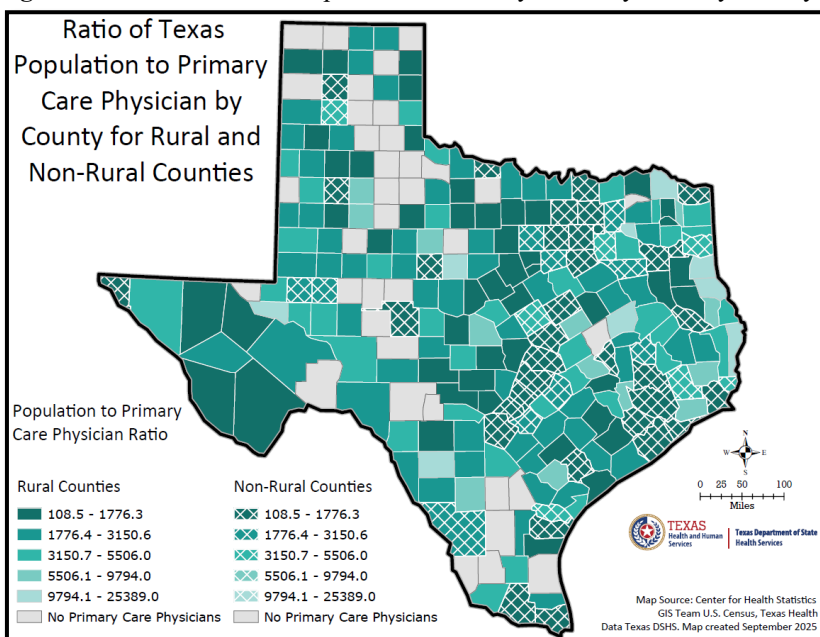 Ratio of Texas
Population to Primary
Care Physician by
County for Rural and
Non-Rural Counties
Population to Primary
Care Physician Ratio
Rural Counties
108.5 - 1776.3
1776.4 - 3150.6
3150.7 - 5506.0
5506.1 - 9794.0
9794.1 - 25389.0
No Primary Care Physicians
Non-Rural Counties
108.5 - 1776.3
1776.4 - 3150.6
3150.7 - 5506.0
5506.1 - 9794.0
9794.1 - 25389.0
No Primary Care Physicians
N
W E
S
0 25 50 100
Miles
TEXAS
Health and Human
Services
Texas Department of State
Health Services
Map Source: Center for Health Statistics
GIS Team U.S. Census, Texas Health
Data Texas DSHS. Map created September 2025